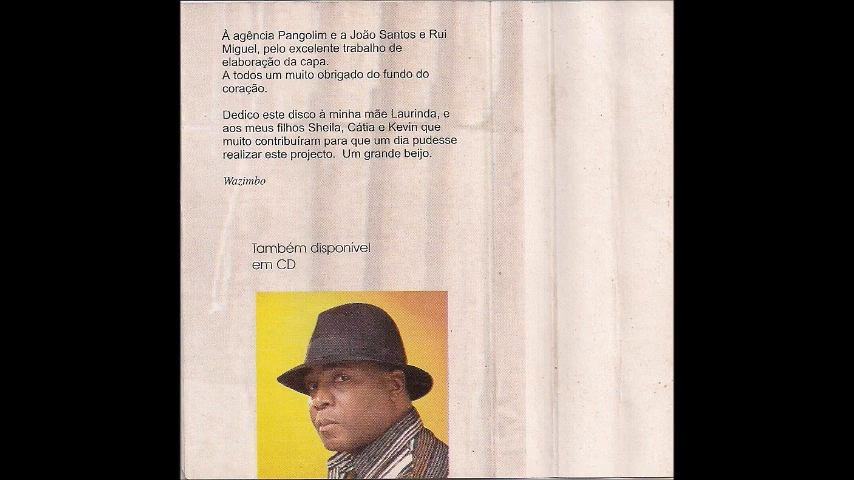 À agência Pangolim e a João Santos e Rui
Miguel, pelo excelente trabalho de
elaboração da capa.
A todos um muito obrigado do fundo do
coração.
Dedico este disco à minha mãe Laurinda, e
aos meus filhos Sheila, Cátia e Kevin que
muito contribuíram para que um dia pudesse
realizar este projecto. Um grande beijo.
Wazimbo
Também disponível
em CD